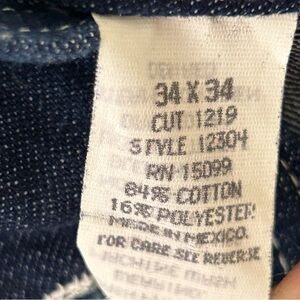 34 X 34
CUT 1219
STYLE 12304
RN 15099
84% COTTON
16% POLYESTER
MADE IN MEXICO.
FOR CARE SEE REVERSE